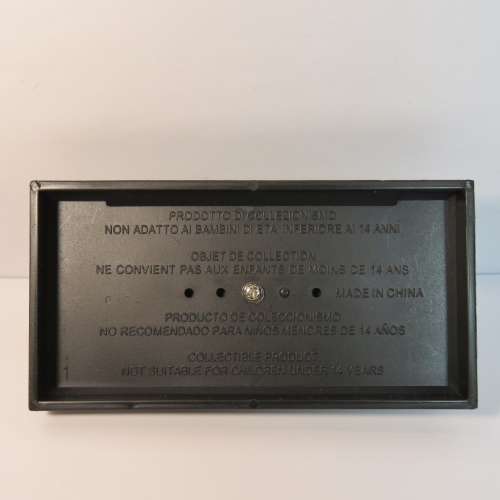 PRODOTTO DI COLLEZIONISMO
NON ADATTO AI BAMBINI DI ETA INFERIORE AI 14 ANNI
OBJET DE COLLECTION
NE CONVIENT PAS AUX ENFANTS DE MOINS DE 14 ANS
MADE IN CHINA
PRODUCTO DE COLECCIONISMO
NO RECOMENDADO PARA NIÑOS MENORES DE 14 AÑOS
COLLECTIBLE PRODUCT
NOT SUITABLE FOR CHILDREN UNDER 14 YEARS
1